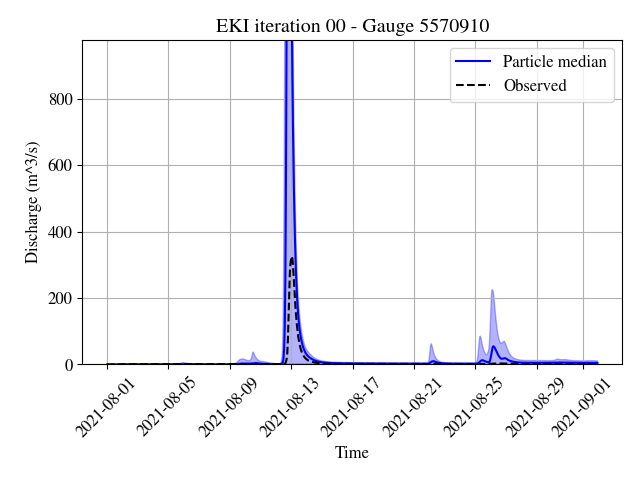 EKI iteration 00 - Gauge 5570910
Particle median
Observed
Discharge (m^3/s)
800
600
400
200
0
2021-08-01
2021-08-05
2021-08-09
2021-08-13
2021-08-17
2021-08-21
2021-08-25
2021-08-29
2021-09-01
Time